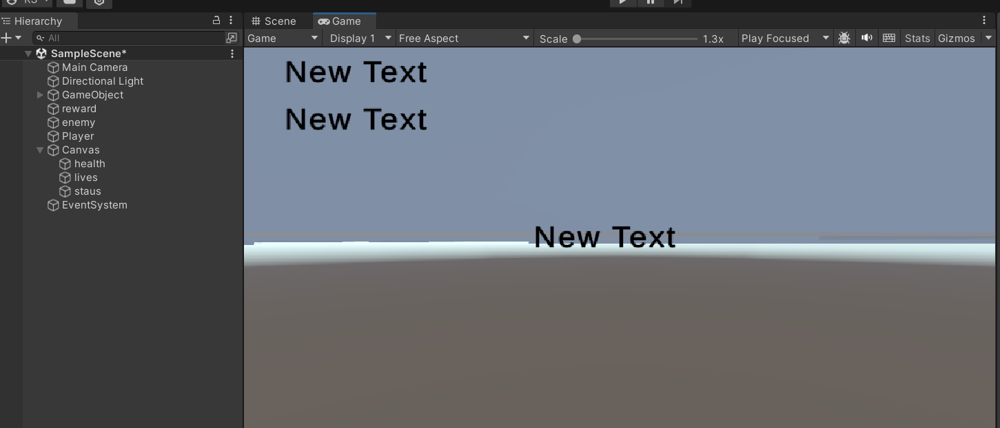 Hierarchy
Scene
Game
All
Game
Display 1
Free Aspect
Scale
1.3x
Play Focused
Stats
Gizmos
SampleScene*
Main Camera
Directional Light
GameObject
reward
enemy
Player
Canvas
health
lives
staus
EventSystem
New Text
New Text
New Text